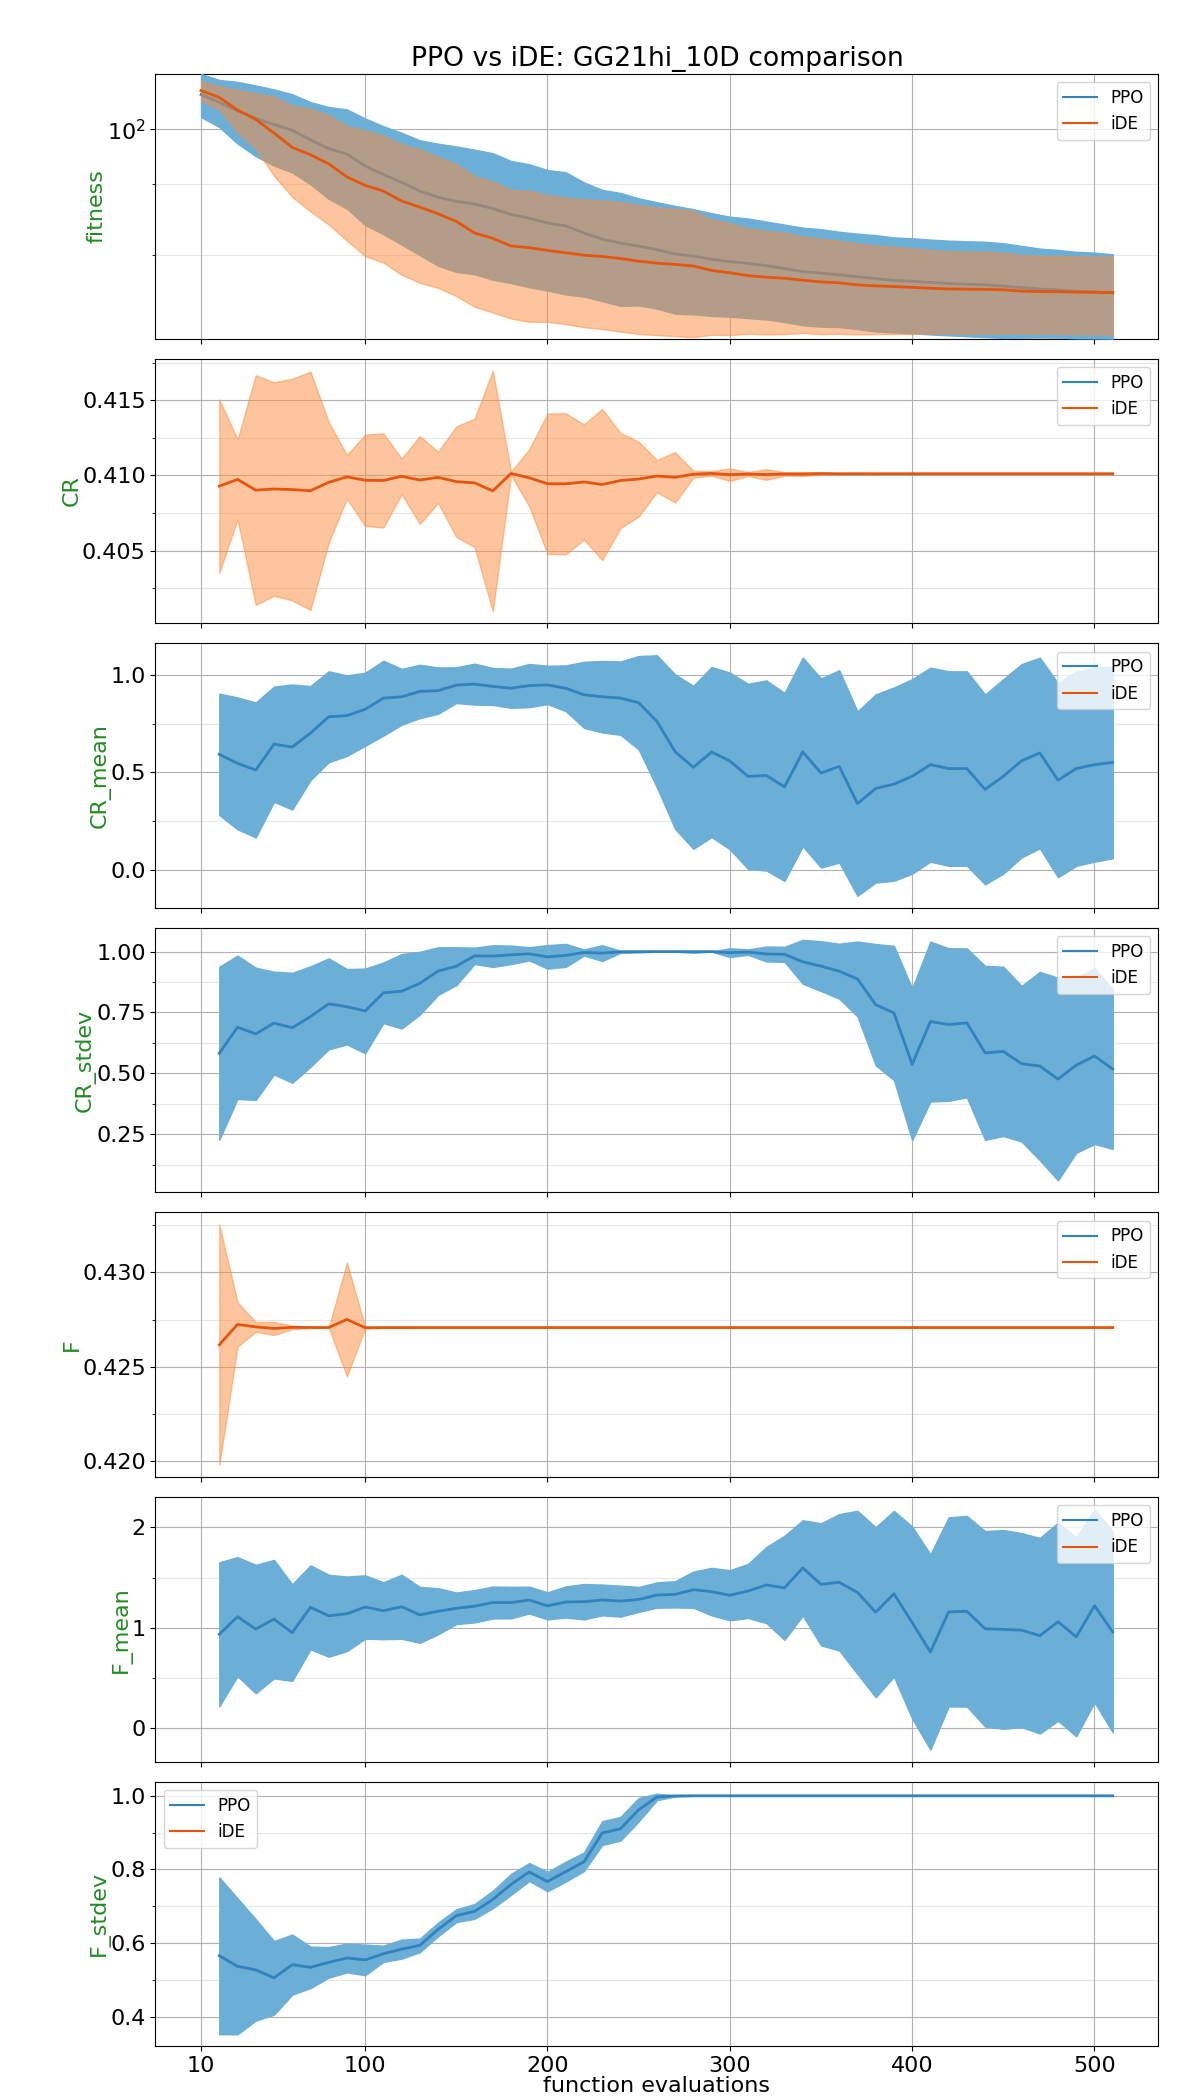 PPO vs iDE: GG21hi_10D comparison
10²
fitness
PPO
iDE
0.415
0.410
0.405
CR
PPO
iDE
1.0
0.5
0.0
CR_mean
PPO
iDE
1.00
0.75
0.50
0.25
CR_stdev
PPO
iDE
0.430
0.425
0.420
F
PPO
iDE
2
1
0
F_mean
PPO
iDE
1.0
0.8
0.6
0.4
F_stdev
PPO
iDE
10 100 200 300 400 500
function evaluations